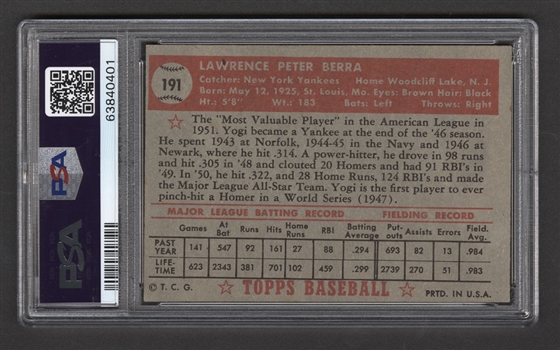 PSA
63840401
PSA
191
LAWRENCE PETER BERRA
Catcher: New York Yankees Home Woodcliff Lake, N. J.
Born: May 12, 1925, St. Louis, Mo. Eyes: Brown Hair: Black
Ht.: 5'8" Wt.: 183 Bats: Left Throws: Right
The "Most Valuable Player" in the American League in
1951. Yogi became a Yankee at the end of the '46 season.
He spent 1943 at Norfolk, 1944-45 in the Navy and 1946 at
Newark, where he hit .314. A power-hitter, he drove in 98 runs
and hit .305 in '48 and clouted 20 Homers and had 91 RBI's in
'49. In '50, he hit .322, and 28 Home Runs, 124 RBI's and made
the Major League All-Star Team. Yogi is the first player to ever
pinch-hit a Homer in a World Series (1947).
MAJOR LEAGUE BATTING RECORD FIELDING RECORD
Games At Bat Runs Hits Home Runs RBI Batting Average Put-outs Assists Errors Field. Avg.
PAST YEAR 141 547 92 161 27 88 .294 693 82 13 .984
LIFE-TIME 623 2343 381 701 102 459 .299 2739 270 51 .983
© T. C. G. TOPPS BASEBALL PRTD. IN U.S.A.